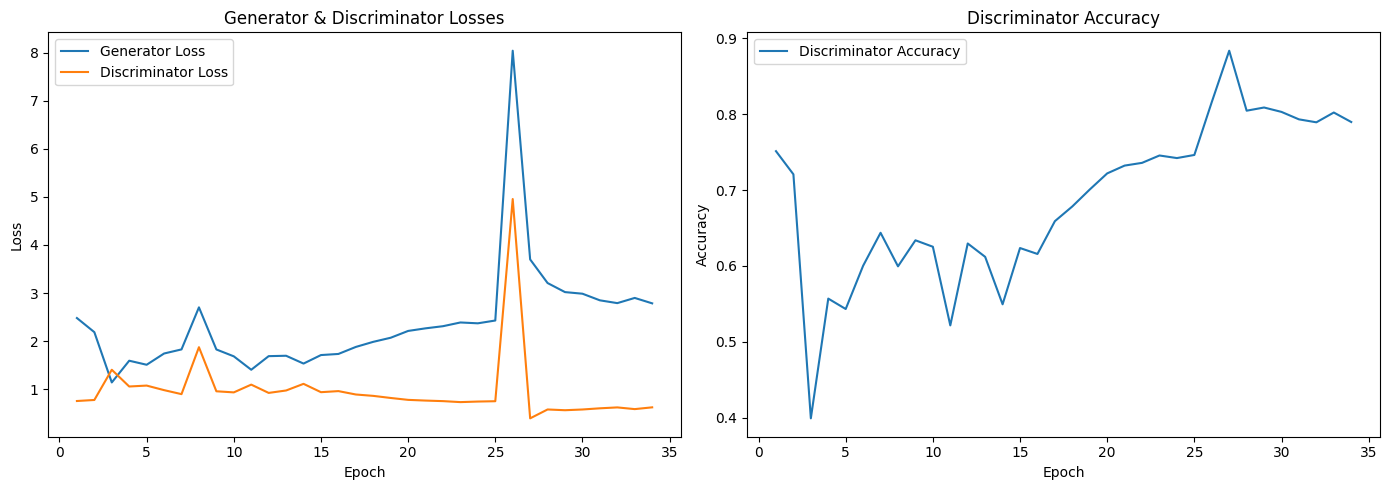 Generator & Discriminator Losses
Generator Loss
Discriminator Loss
8
7
6
5
4
3
2
1
Loss
0 5 10 15 20 25 30 35
Epoch
Discriminator Accuracy
Discriminator Accuracy
0.9
0.8
0.7
0.6
0.5
0.4
Accuracy
0 5 10 15 20 25 30 35
Epoch